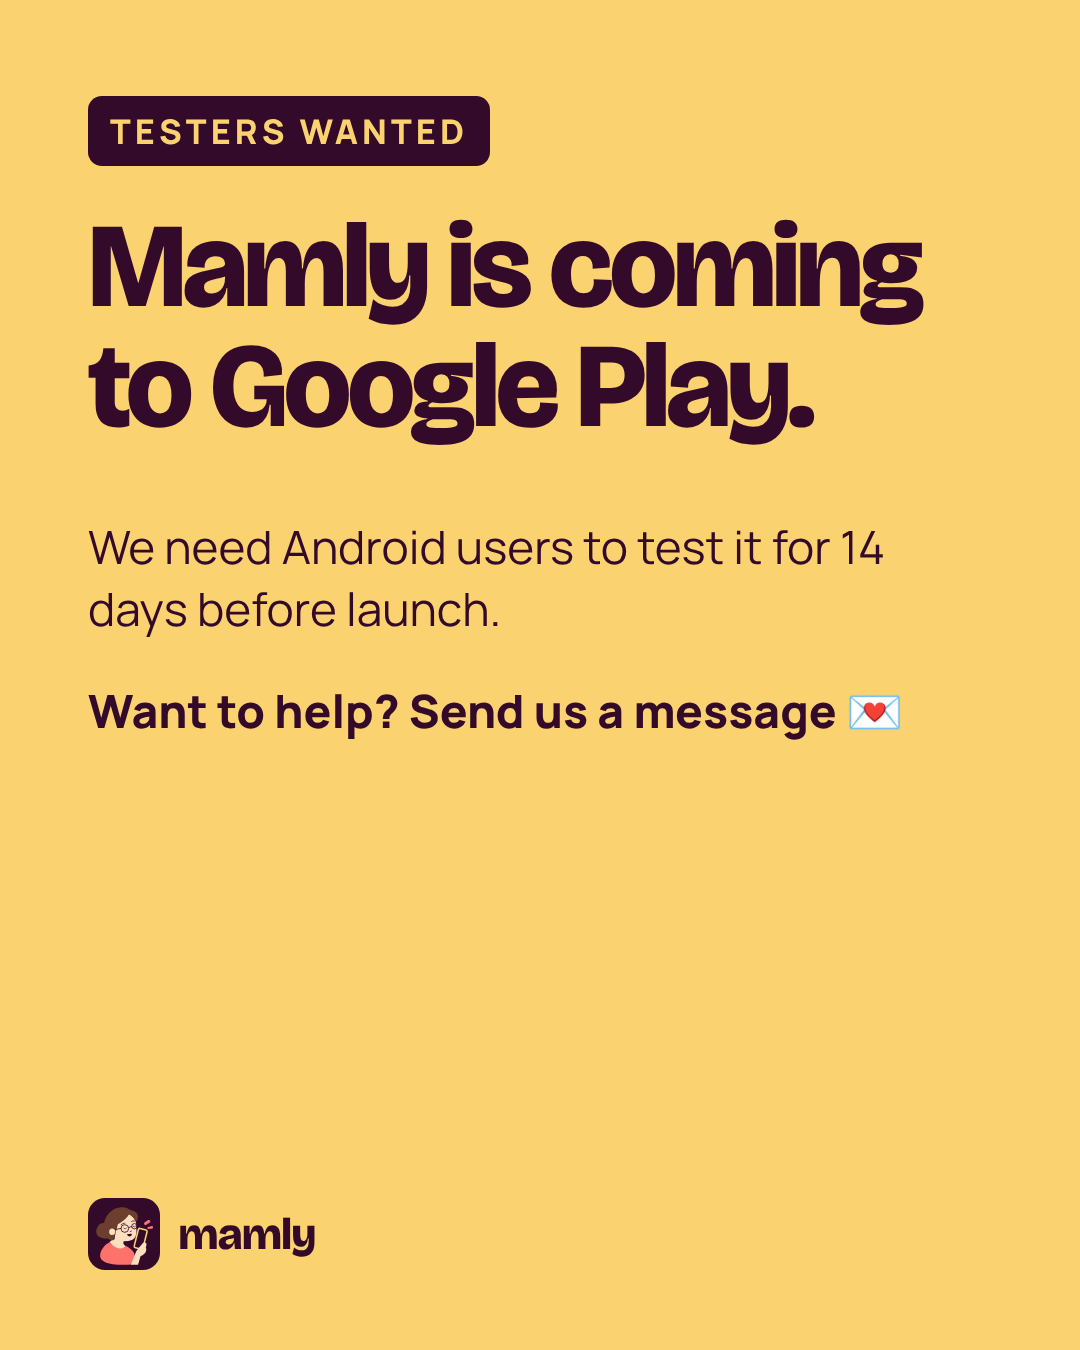 TESTERS WANTED
Mamly is coming
to Google Play.
We need Android users to test it for 14
days before launch.
Want to help? Send us a message 💌
mamly